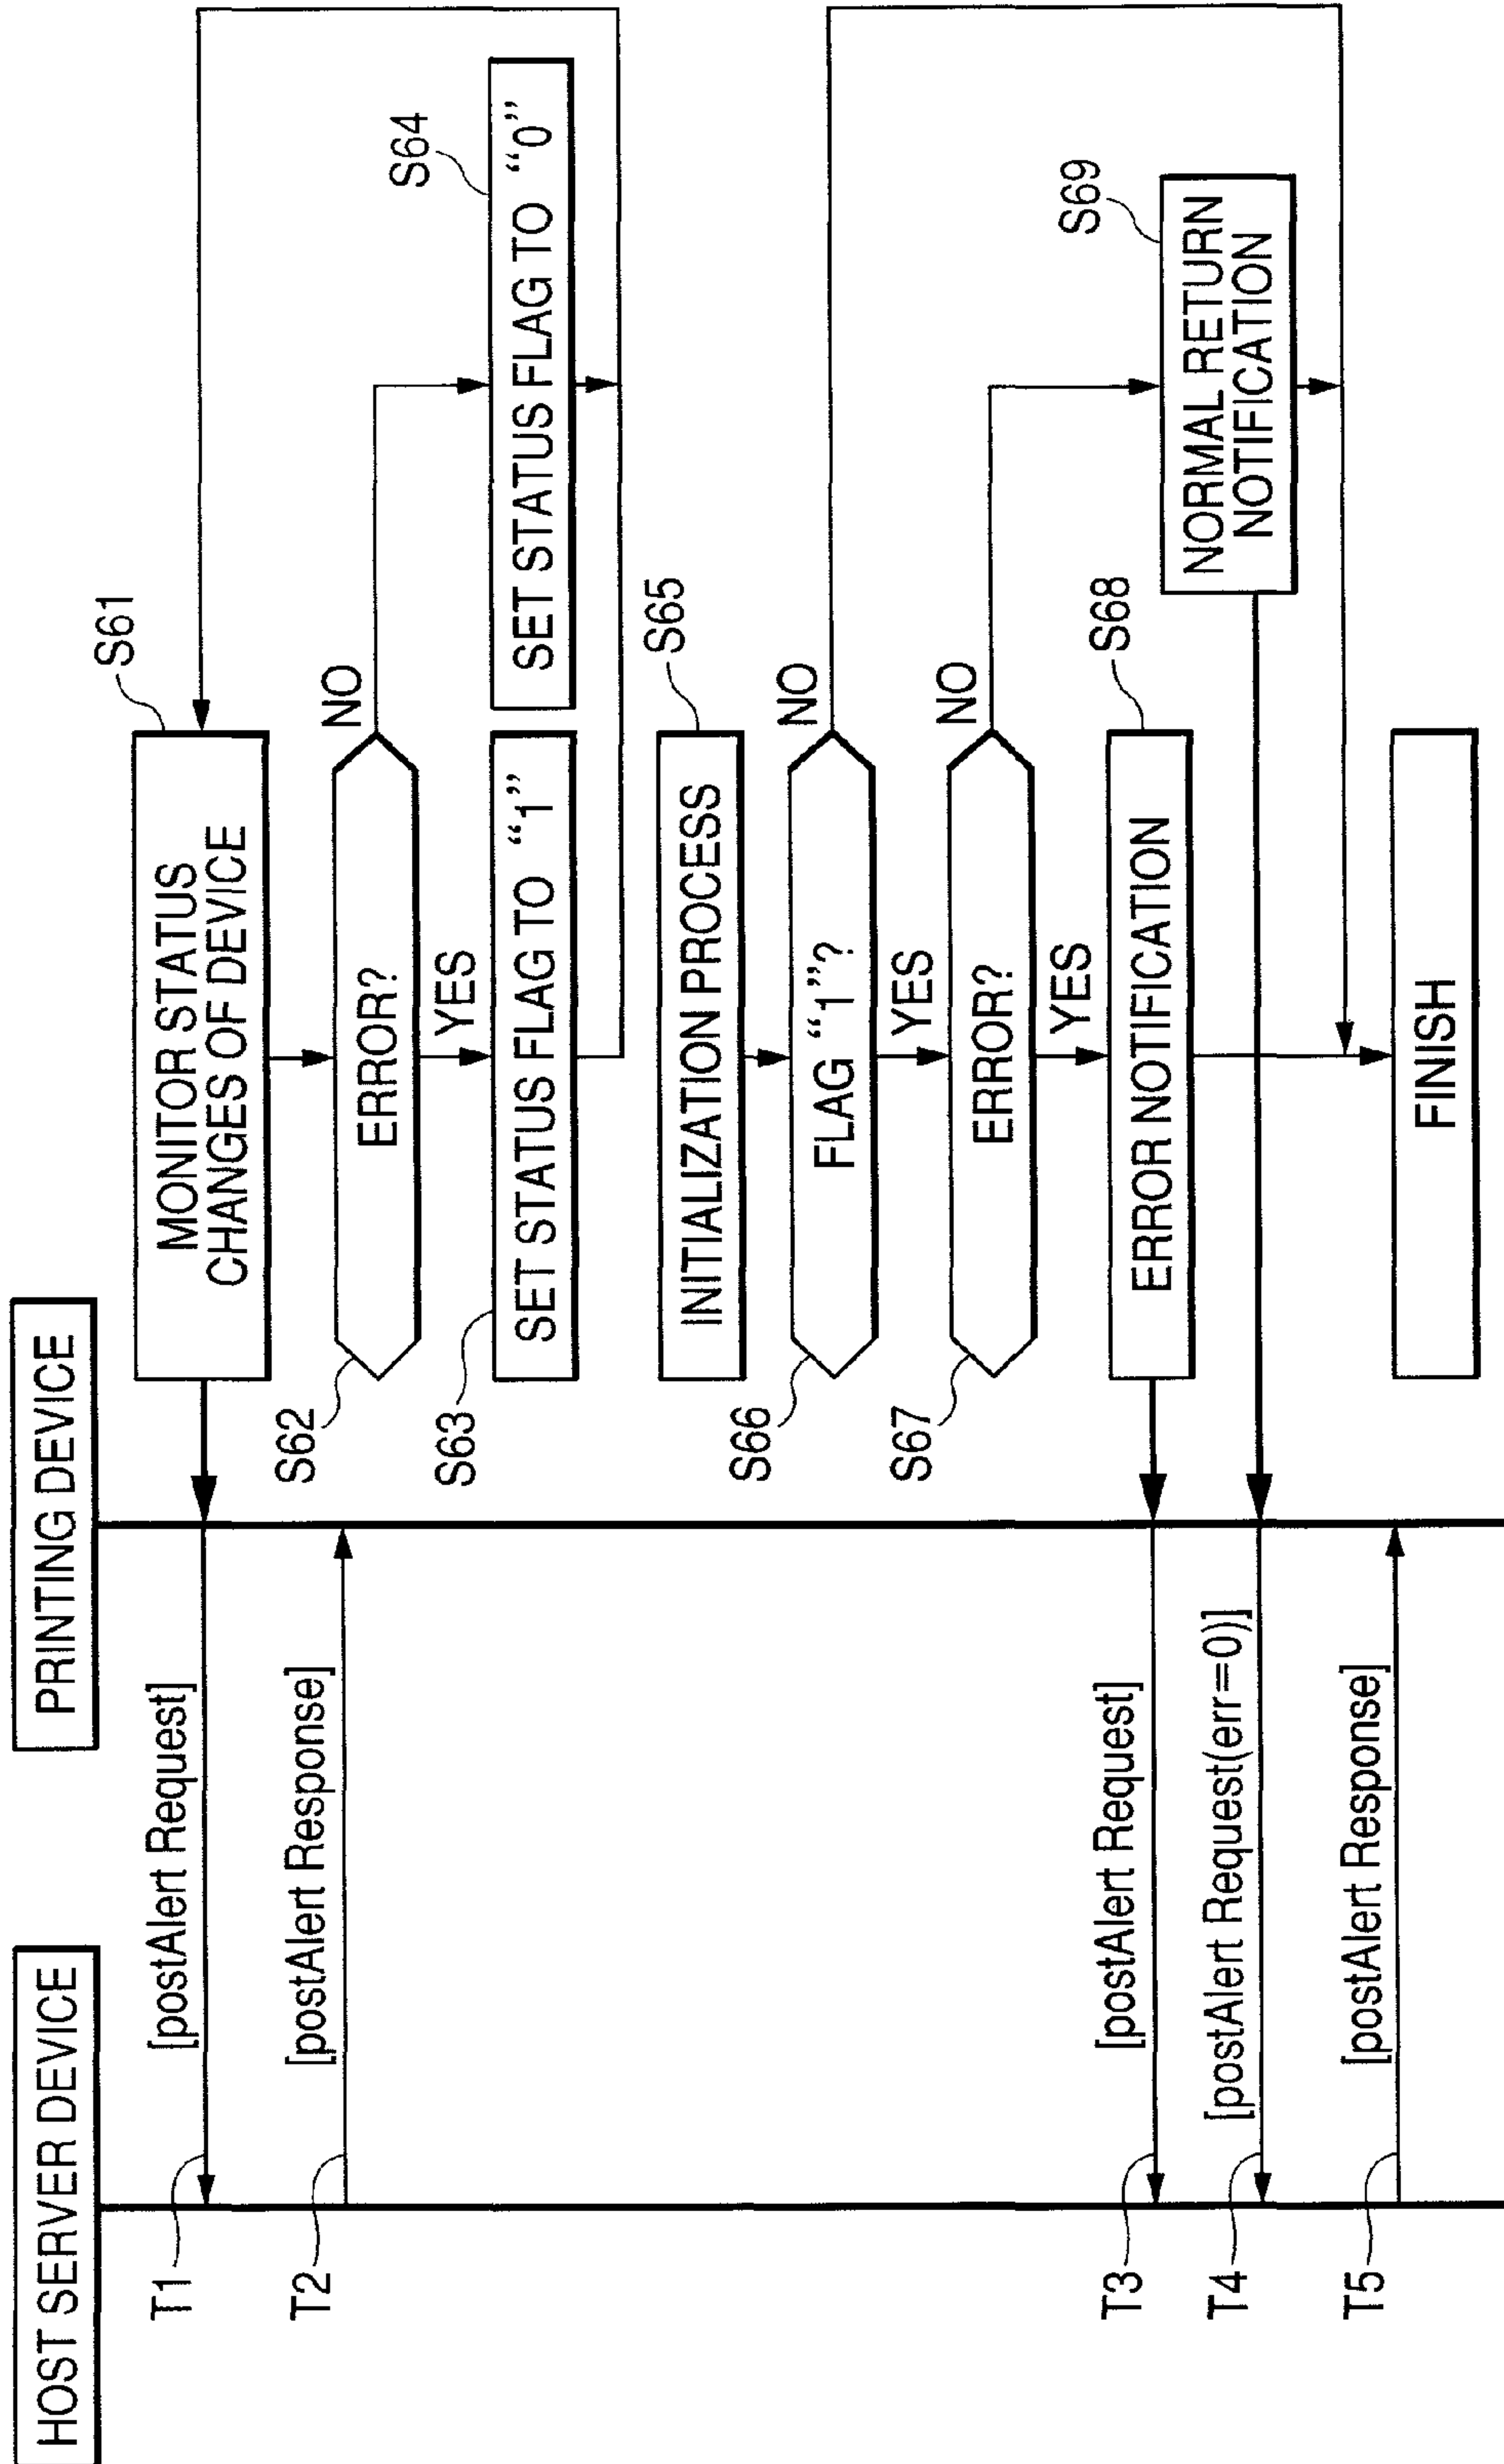 HOST SERVER DEVICE
PRINTING DEVICE
S61
MONITOR STATUS
CHANGES OF DEVICE
T1
[postAlert Request]
T2
[postAlert Response]
S62
ERROR?
NO
YES
S63
SET STATUS FLAG TO “1”
S64
SET STATUS FLAG TO “0”
S65
INITIALIZATION PROCESS
S66
FLAG “1”?
NO
YES
S67
ERROR?
NO
YES
S68
ERROR NOTIFICATION
S69
NORMAL RETURN
NOTIFICATION
T3
[postAlert Request]
T4
[postAlert Request(err=0)]
T5
[postAlert Response]
FINISH